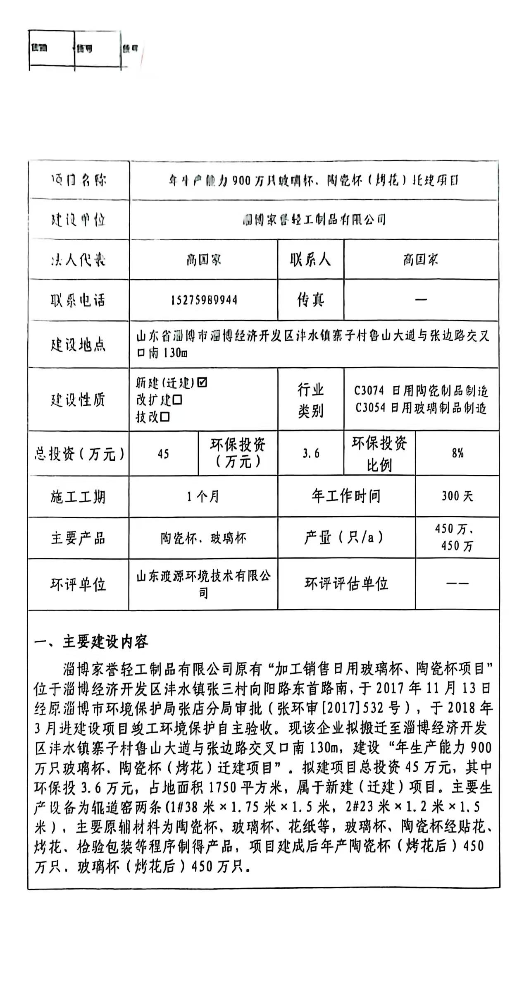 项目名称 年生产能力900万只玻璃杯、陶瓷杯(烤花)迁建项目
建设单位 淄博家誉轻工制品有限公司
法人代表 高国家 联系人 高国家
联系电话 15275989944 传真 —
建设地点 山东省淄博市淄博经济开发区沣水镇寨子村鲁山大道与张边路交叉
口南130m
建设性质 新建(迁建)☑
改扩建□
技改□
行业
类别
C3074 日用陶瓷制品制造
C3054日用玻璃制品制造
总投资(万元) 45 环保投资
(万元)
3.6 环保投资
比例
8%
施工工期 1个月 年工作时间 300天
主要产品 陶瓷杯、玻璃杯 产量(只/a) 450万、
450万
环评单位 山东渡源环境技术有限公
司
环评评估单位 ——
一、主要建设内容
淄博家誉轻工制品有限公司原有“加工销售日用玻璃杯、陶瓷杯项目”
位于淄博经济开发区沣水镇张三村向阳路东首路南,于2017年11月13日
经原淄博市环境保护局张店分局审批(张环审[2017]532号),于2018年
3月进建设项目竣工环境保护自主验收。现该企业拟搬迁至淄博经济开发
区沣水镇寨子村鲁山大道与张边路交叉口南130m,建设“年生产能力900
万只玻璃杯、陶瓷杯(烤花)迁建项目”。拟建项目总投资45万元,其中
环保投3.6万元,占地面积1750平方米,属于新建(迁建)项目。主要生
产设备为辊道窑两条(1#38米×1.75米×1.5米,2#23米×1.2米×1.5
米),主要原辅材料为陶瓷杯、玻璃杯、花纸等,玻璃杯、陶瓷杯经贴花、
烤花、检验包装等程序制得产品,项目建成后年产陶瓷杯(烤花后)450
万只、玻璃杯(烤花后)450万只。